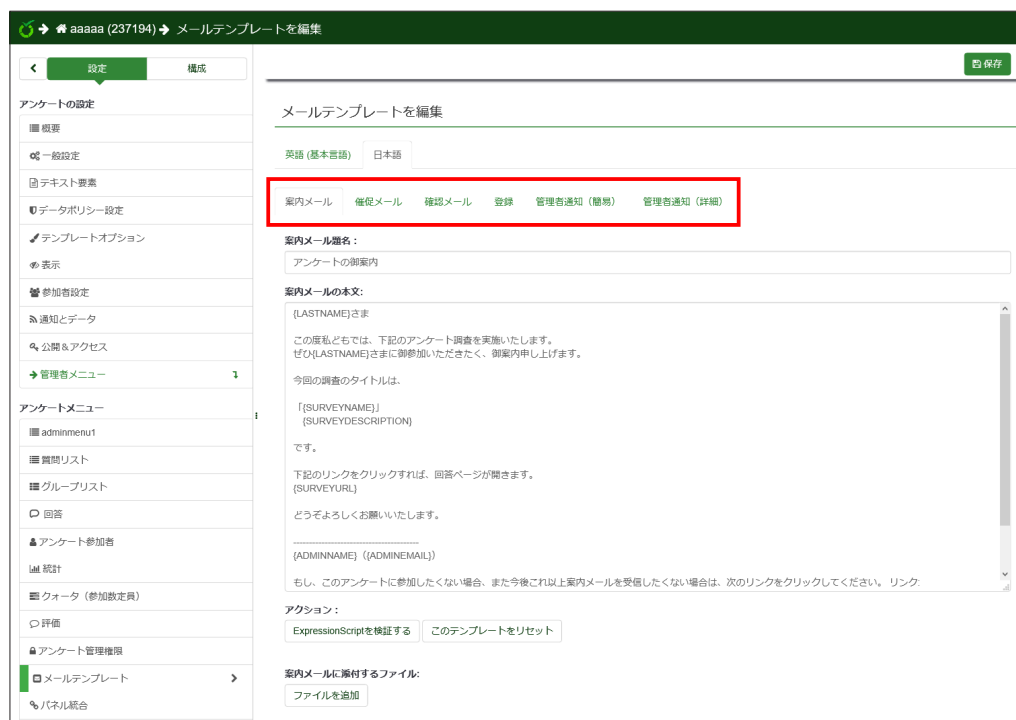 aaaaa (237194) メールテンプレートを編集
設定 構成
保存
アンケートの設定
概要
一般設定
テキスト要素
データポリシー設定
テンプレートオプション
表示
参加者設定
通知とデータ
公開&アクセス
管理者メニュー
アンケートメニュー
adminmenu1
質問リスト
グループリスト
回答
アンケート参加者
統計
クォータ（参加数定員）
評価
アンケート管理権限
メールテンプレート
パネル統合
メールテンプレートを編集
英語 (基本言語) 日本語
案内メール 催促メール 確認メール 登録 管理者通知（簡易） 管理者通知（詳細）
案内メール題名：
アンケートの御案内
案内メールの本文:
{LASTNAME}さま
この度私どもでは、下記のアンケート調査を実施いたします。
ぜひ{LASTNAME}さまに御参加いただきたく、御案内申し上げます。
今回の調査のタイトルは、
「{SURVEYNAME}」
{SURVEYDESCRIPTION}
です。
下記のリンクをクリックすれば、回答ページが開きます。
{SURVEYURL}
どうぞよろしくお願いいたします。
----------------------------------------
{ADMINNAME}（{ADMINEMAIL}）
もし、このアンケートに参加したくない場合、また今後これ以上案内メールを受信したくない場合は、次のリンクをクリックしてください。 リンク:
アクション：
ExpressionScriptを検証する このテンプレートをリセット
案内メールに添付するファイル:
ファイルを追加